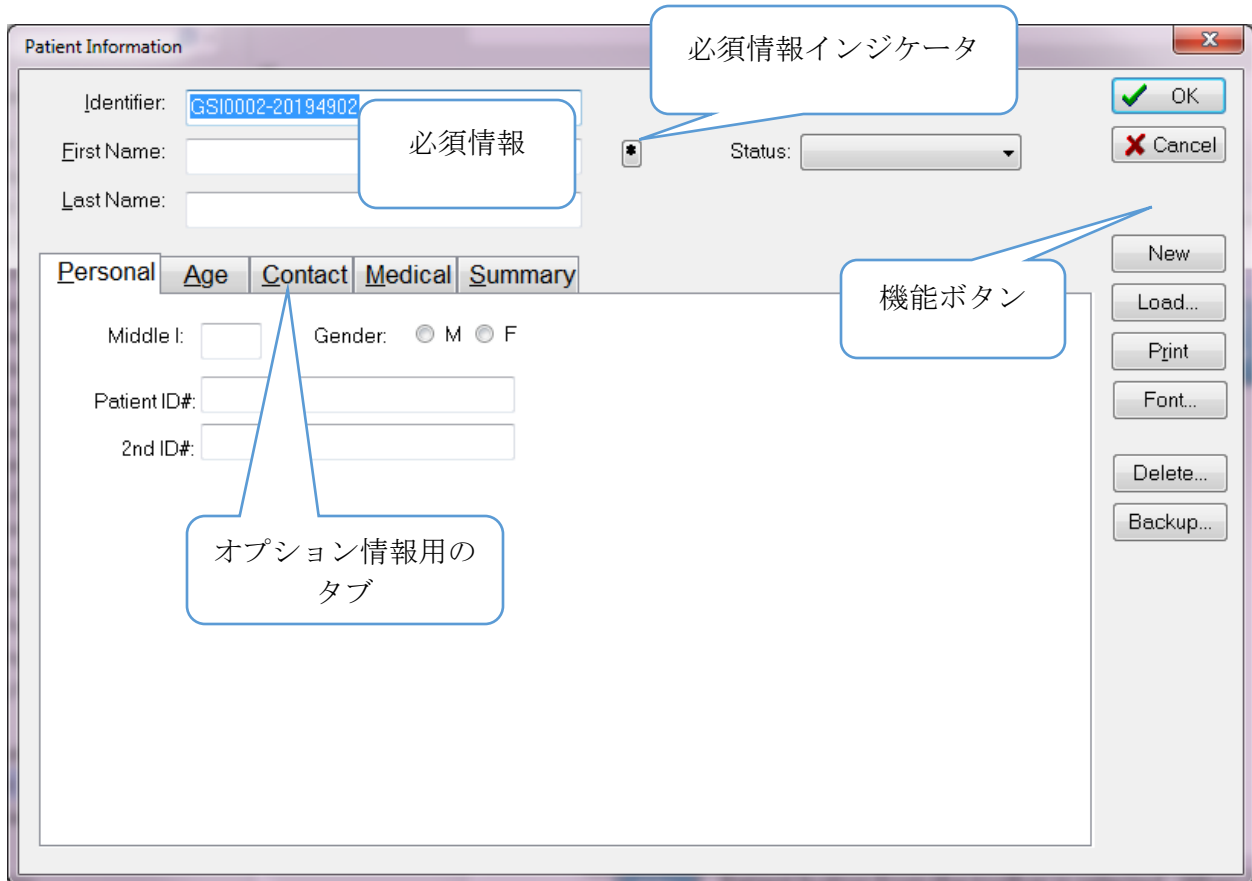 Patient Information
必須情報インジケータ
Identifier:
GSI0002-20194902
必須情報
First Name:
*
Status:
Last Name:
OK
Cancel
機能ボタン
New
Load...
Print
Font...
Delete...
Backup...
Personal Age Contact Medical Summary
Middle I:
Gender: M F
Patient ID#:
2nd ID#:
オプション情報用の
タブ